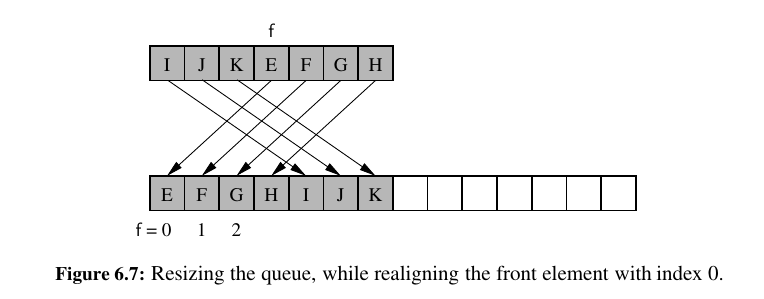 f
I J K E F G H
E F G H I J K
f = 0 1 2
Figure 6.7: Resizing the queue, while realigning the front element with index 0.